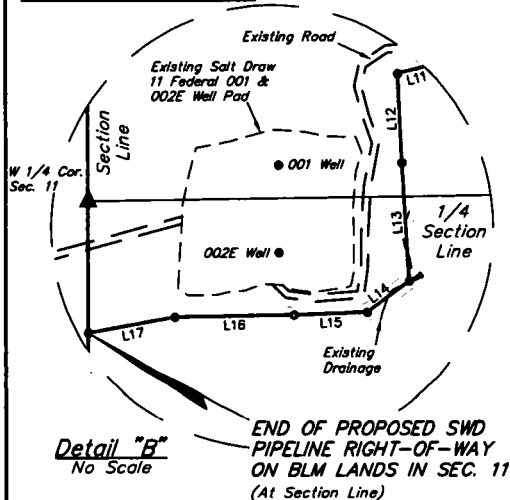 Existing Road
Existing Salt Draw
11 Federal 001 &
002E Well Pad
L11
L12
Section
Line
W 1/4 Cor.
Sec. 11
001 Well
L13
1/4
Section
Line
002E Well
L14
L17
L16
L15
Existing
Drainage
END OF PROPOSED SWD
PIPELINE RIGHT-OF-WAY
ON BLM LANDS IN SEC. 11
(At Section Line)
Detail "B"
No Scale